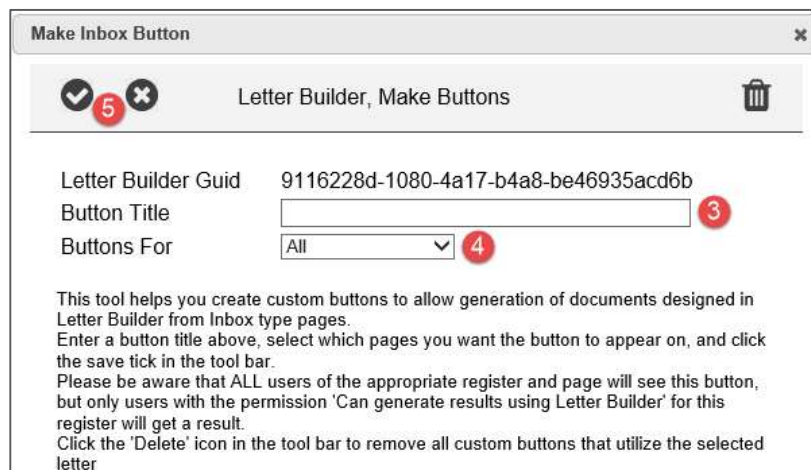 Make Inbox Button
5
Letter Builder, Make Buttons
Letter Builder Guid 9116228d-1080-4a17-b4a8-be46935acd6b
Button Title 3
Buttons For All 4
This tool helps you create custom buttons to allow generation of documents designed in
Letter Builder from Inbox type pages.
Enter a button title above, select which pages you want the button to appear on, and click
the save tick in the tool bar.
Please be aware that ALL users of the appropriate register and page will see this button,
but only users with the permission 'Can generate results using Letter Builder' for this
register will get a result.
Click the 'Delete' icon in the tool bar to remove all custom buttons that utilize the selected
letter